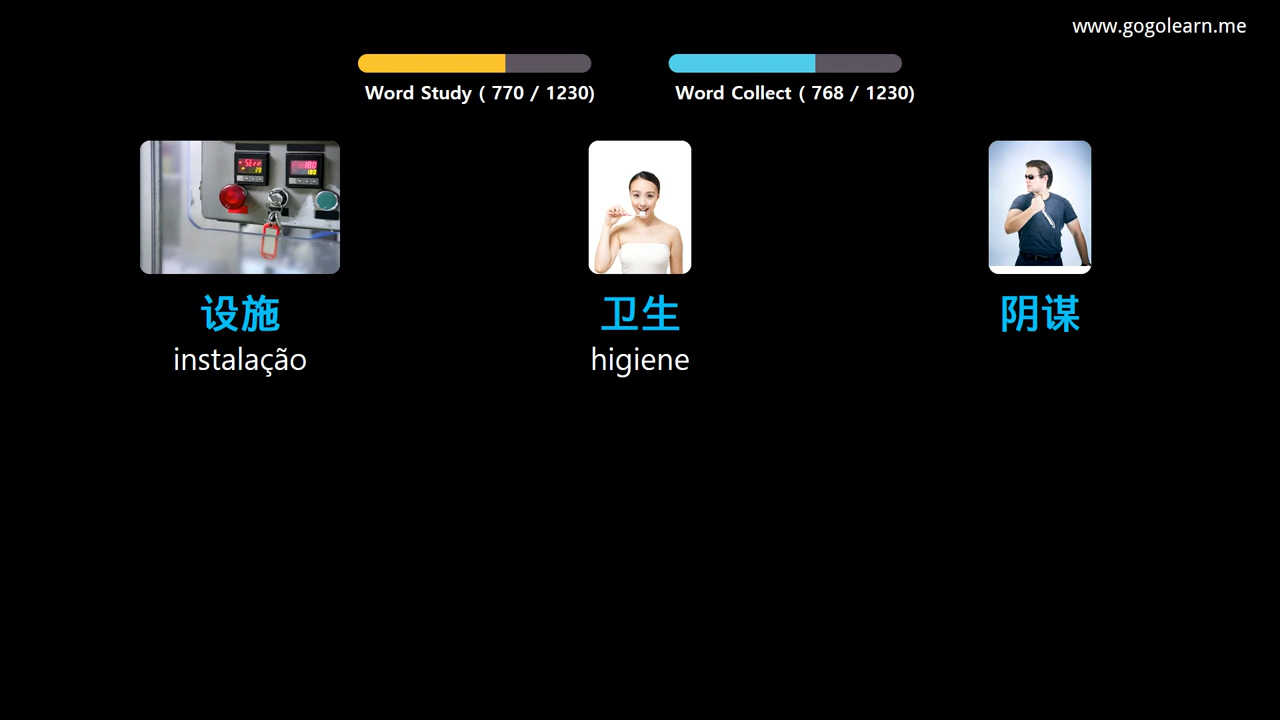 www.gogolearn.me
Word Study ( 770 / 1230)
Word Collect ( 768 / 1230)
设施
卫生
阴谋
instalação
higiene